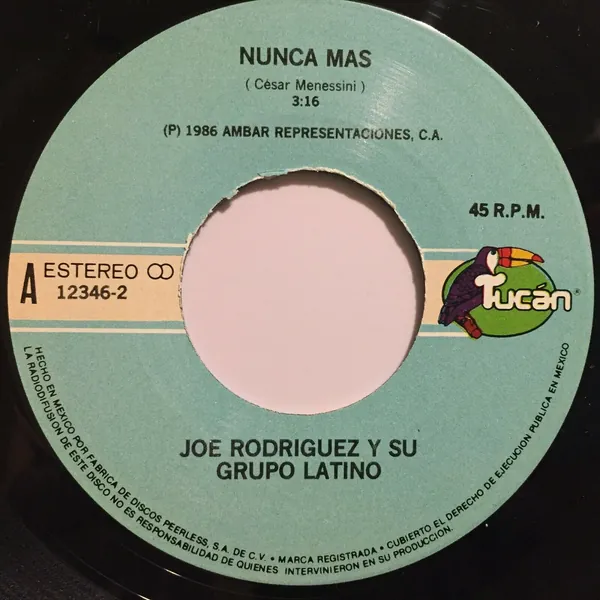 NUNCA MAS
( César Menessini )
3:16
(P) 1986 AMBAR REPRESENTACIONES, C.A.
45 R.P.M.
A
ESTEREO
12346-2
Tucán®
JOE RODRIGUEZ Y SU
GRUPO LATINO
HECHO EN MEXICO POR FABRICA DE DISCOS PEERLESS, S.A. DE C.V. • MARCA REGISTRADA • CUBIERTO EL DERECHO DE EJECUCION PUBLICA EN MEXICO
LA RADIODIFUSION DE ESTE DISCO NO ES RESPONSABILIDAD DE QUIENES INTERVINIERON EN SU PRODUCCION.